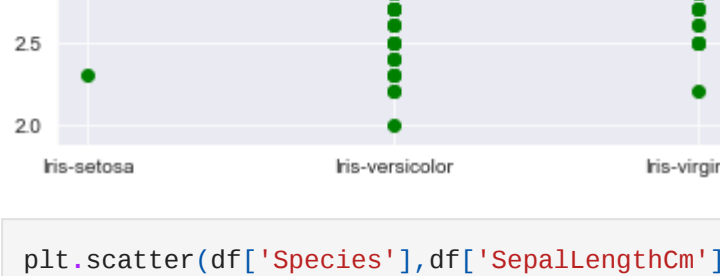 2.5
2.0
Iris-setosa Iris-versicolor
plt.scatter(df['Species'],df['SepalLengthCm']